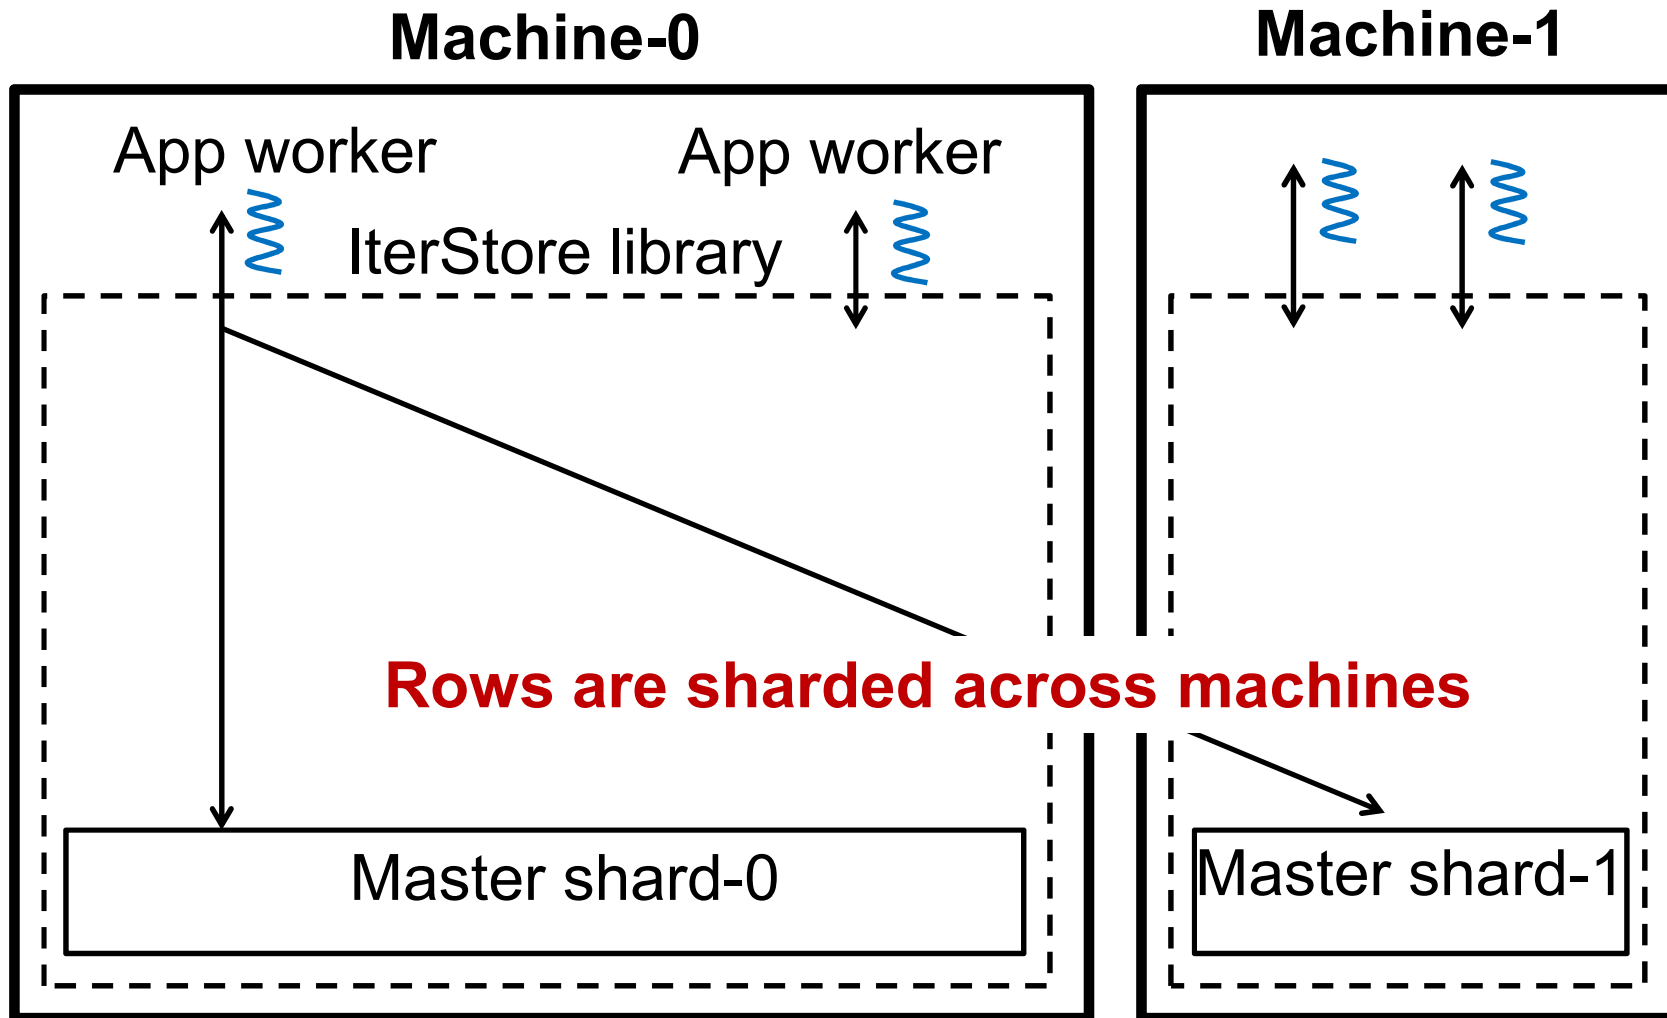 Machine-0
Machine-1
App worker
App worker
IterStore library
Rows are sharded across machines
Master shard-0
Master shard-1